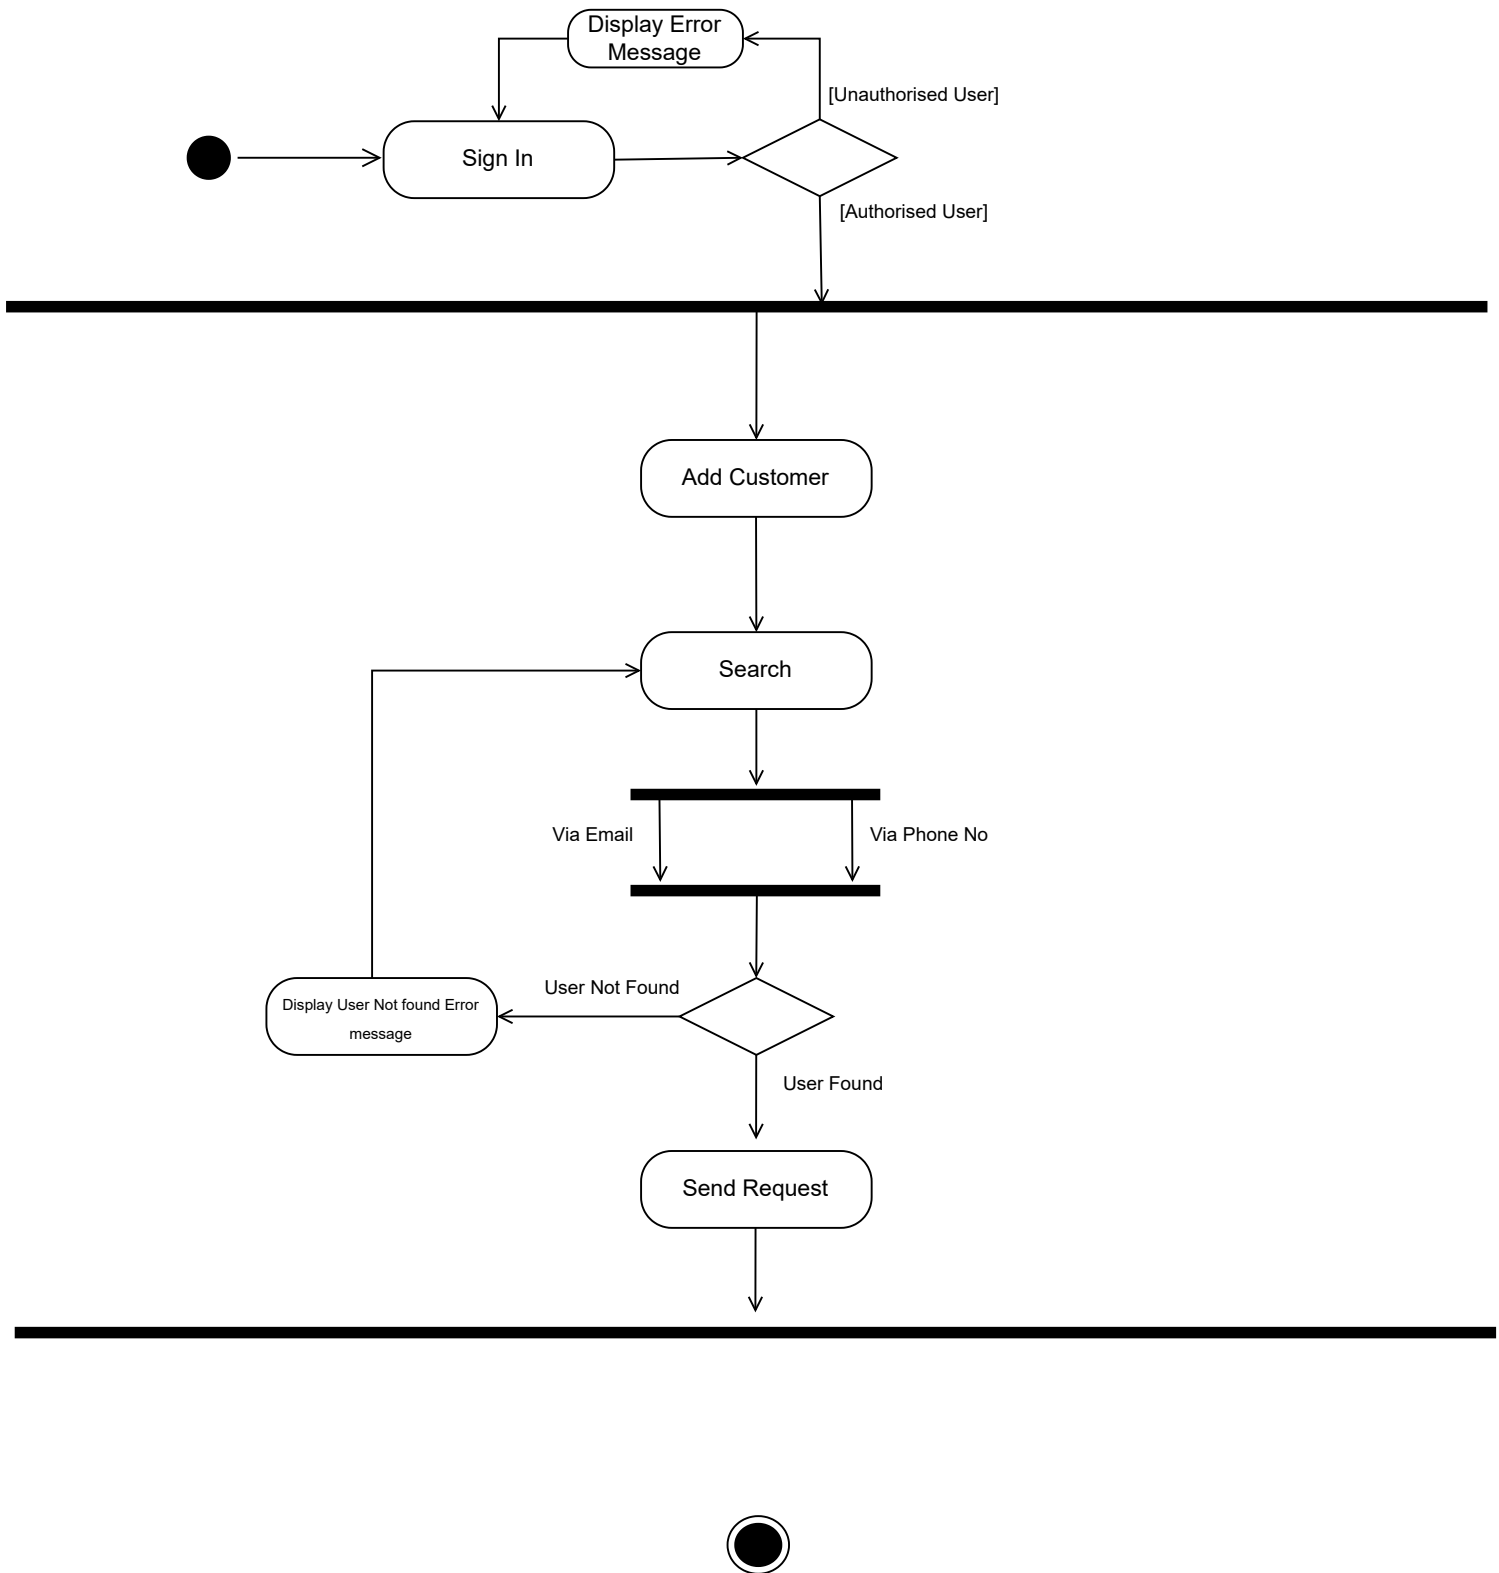 Display Error
Message
[Unauthorised User]
Sign In
[Authorised User]
Add Customer
Search
Via Email
Via Phone No
User Not Found
Display User Not found Error
message
User Found
Send Request